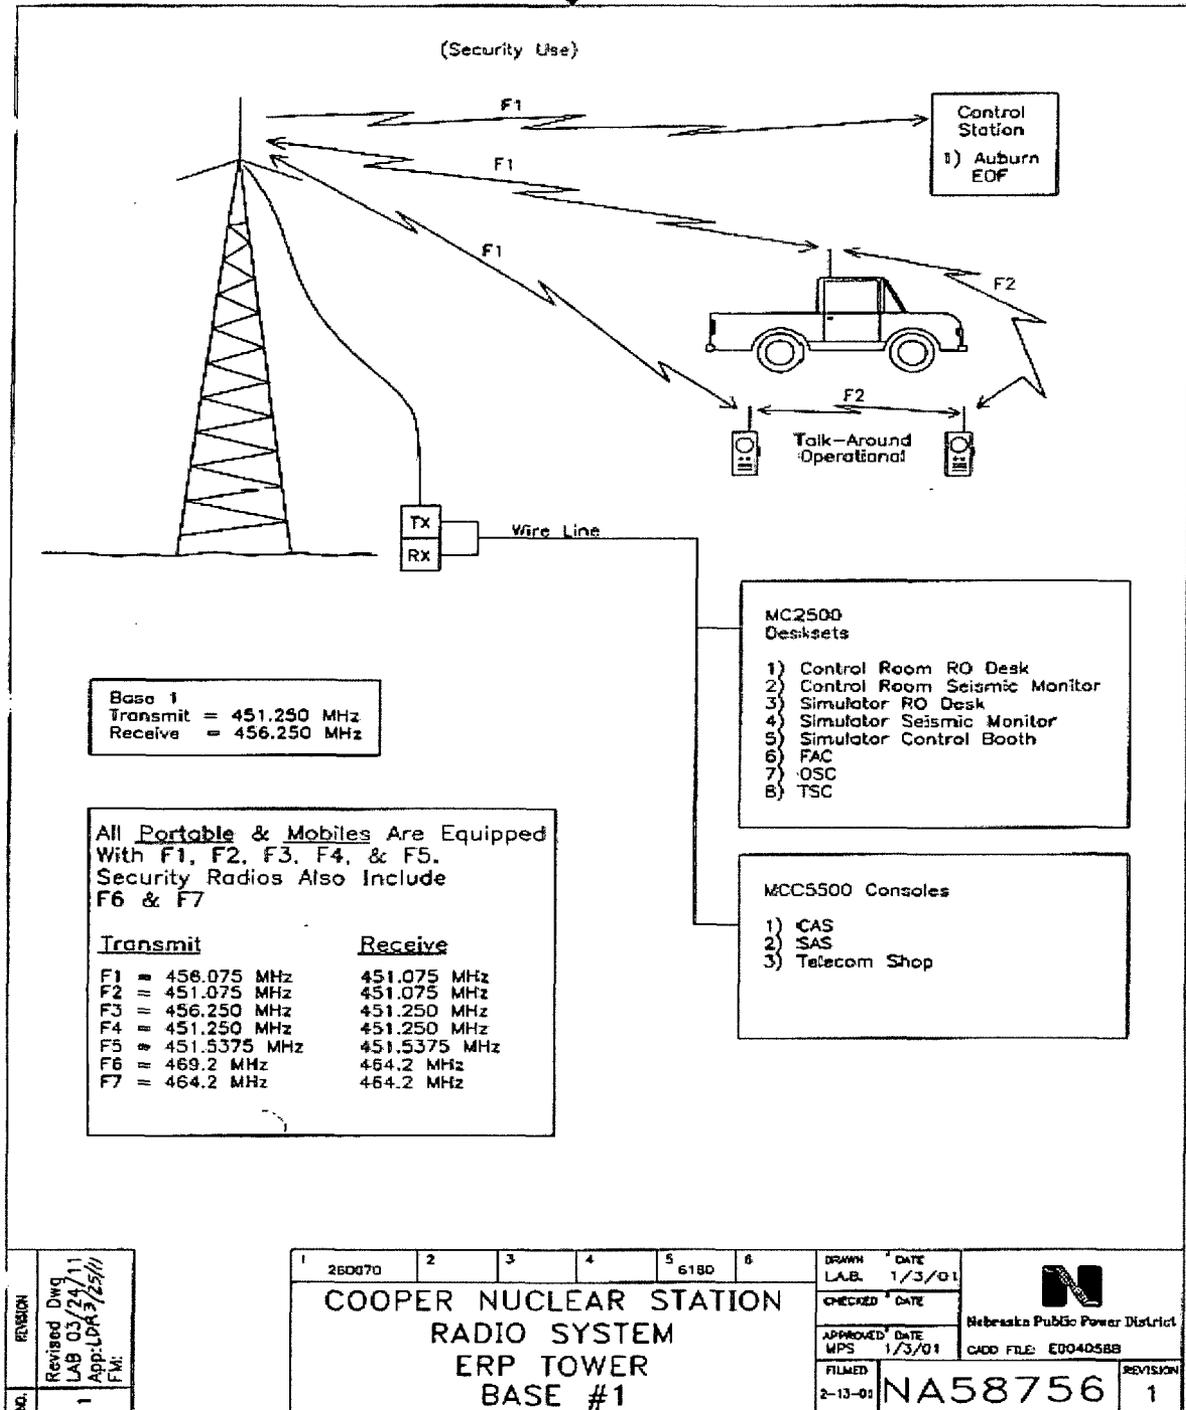 (Security Use)
F1
Control
Station
1) Auburn
EOF
F1
F1
F2
F2
Talk-Around
Operational
TX
RX
Wire Line
MC2500
Desksets
1) Control Room RO Desk
2) Control Room Seismic Monitor
3) Simulator RO Desk
4) Simulator Seismic Monitor
5) Simulator Control Booth
6) FAC
7) OSC
8) TSC
Base 1
Transmit = 451.250 MHz
Receive = 456.250 MHz
All Portable & Mobiles Are Equipped
With F1, F2, F3, F4, & F5.
Security Radios Also Include
F6 & F7
Transmit Receive
F1 = 456.075 MHz 451.075 MHz
F2 = 451.075 MHz 451.075 MHz
F3 = 456.250 MHz 451.250 MHz
F4 = 451.250 MHz 451.250 MHz
F5 = 451.5375 MHz 451.5375 MHz
F6 = 469.2 MHz 464.2 MHz
F7 = 464.2 MHz 464.2 MHz
MCC5500 Consoles
1) CAS
2) SAS
3) Telecom Shop
REVISION
Revised Dwg
LAB 03/24/11
App: LDR 3/25/11
FM:
NO.
1
1 260070 2 3 4 5 6180 6
COOPER NUCLEAR STATION
RADIO SYSTEM
ERP TOWER
BASE #1
DRAWN DATE
L.A.B. 1/3/01
CHECKED DATE
APPROVED DATE
MPS 1/3/01
FILMED
2-13-01
Nebraska Public Power District
CADD FILE: E004058B
NA58756
REVISION
1